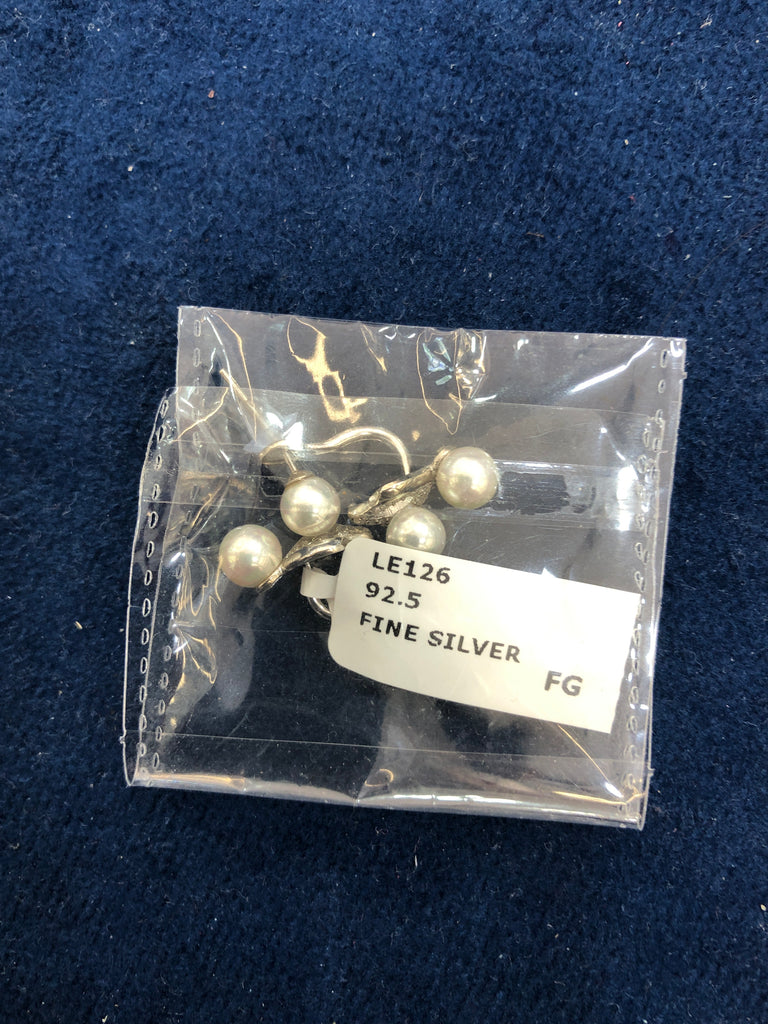 LE126
92.5
FINE SILVER
FG